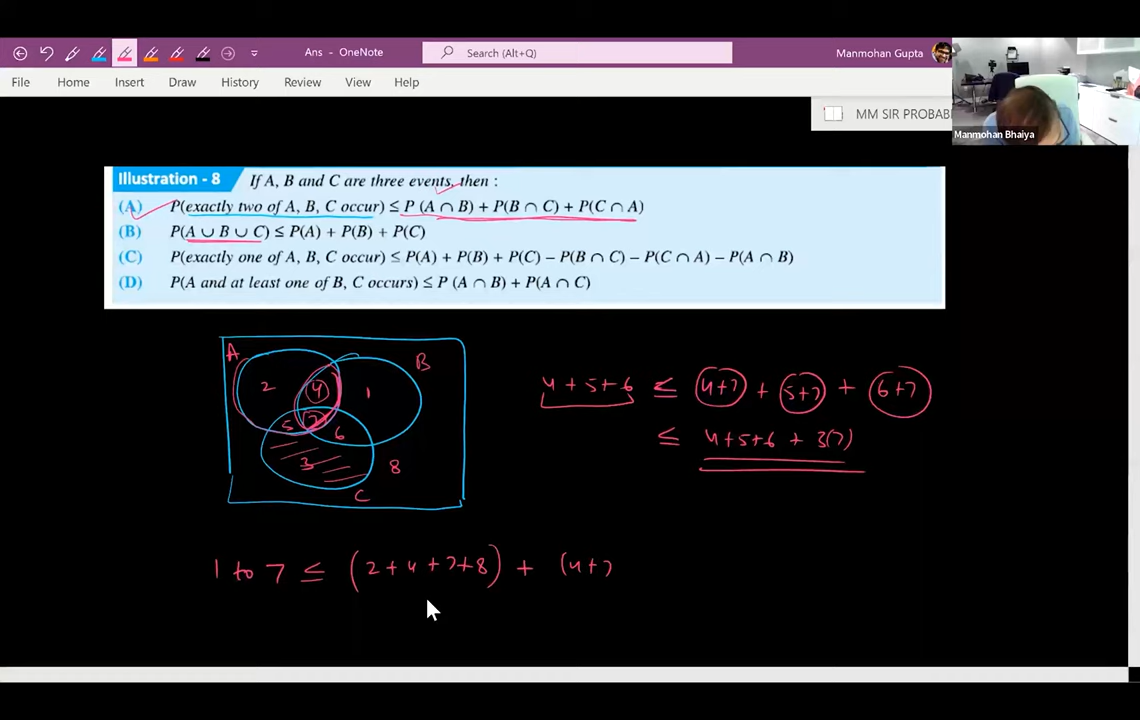 Ans - OneNote
Search (Alt+Q)
Manmohan Gupta
File Home Insert Draw History Review View Help
MM SIR PROBABI
Manmohan Bhaiya
Illustration - 8 If A, B and C are three events, then :
(A) P(exactly two of A, B, C occur) ≤ P (A ∩ B) + P(B ∩ C) + P(C ∩ A)
(B) P(A ∪ B ∪ C) ≤ P(A) + P(B) + P(C)
(C) P(exactly one of A, B, C occur) ≤ P(A) + P(B) + P(C) − P(B ∩ C) − P(C ∩ A) − P(A ∩ B)
(D) P(A and at least one of B, C occurs) ≤ P (A ∩ B) + P(A ∩ C)
A B
2 4 1
5 7 6
3 8
C
4 + 5 + 6 ≤ (4+7) + (5+7) + (6+7)
≤ 4+5+6 + 3(7)
1 to 7 ≤ (2 + 4 + 7 + 8) + (4+7